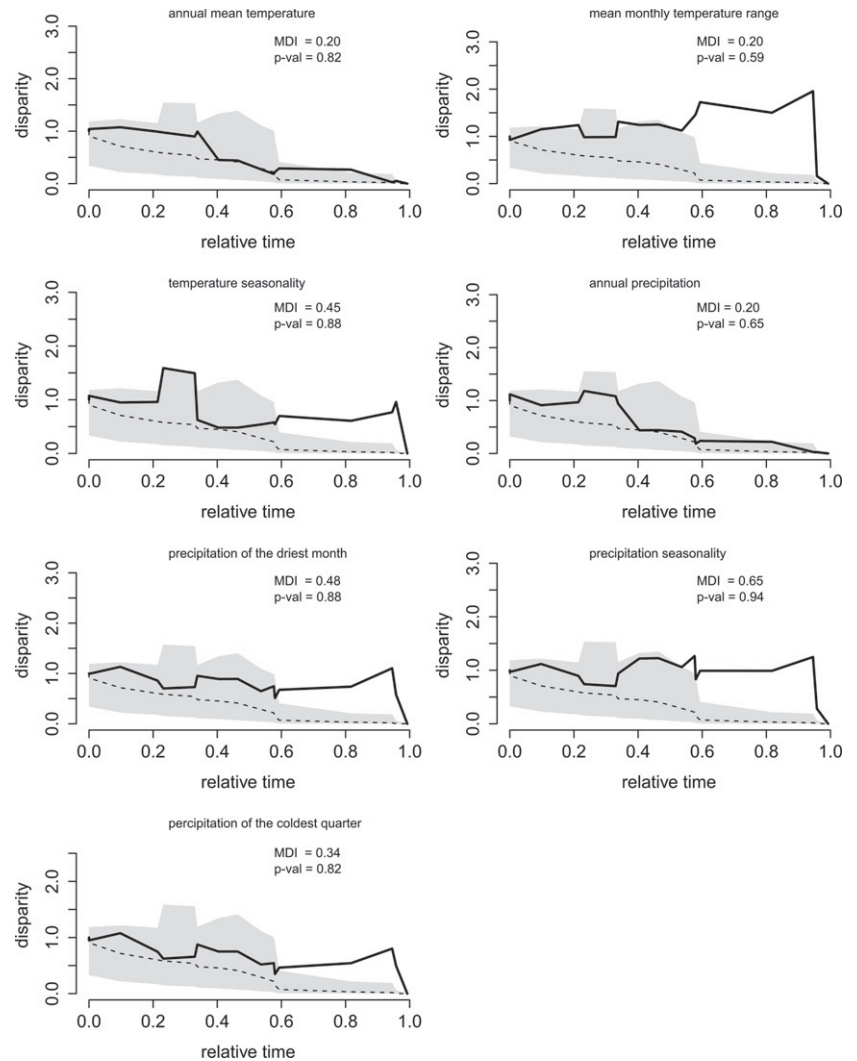 annual mean temperature
MDI = 0.20
p-val = 0.82
disparity
0.0 1.0 2.0 3.0
0.0 0.2 0.4 0.6 0.8 1.0
relative time
mean monthly temperature range
MDI = 0.20
p-val = 0.59
disparity
0.0 1.0 2.0 3.0
0.0 0.2 0.4 0.6 0.8 1.0
relative time
temperature seasonality
MDI = 0.45
p-val = 0.88
disparity
0.0 1.0 2.0 3.0
0.0 0.2 0.4 0.6 0.8 1.0
relative time
annual precipitation
MDI = 0.20
p-val = 0.65
disparity
0.0 1.0 2.0 3.0
0.0 0.2 0.4 0.6 0.8 1.0
relative time
precipitation of the driest month
MDI = 0.48
p-val = 0.88
disparity
0.0 1.0 2.0 3.0
0.0 0.2 0.4 0.6 0.8 1.0
relative time
precipitation seasonality
MDI = 0.65
p-val = 0.94
disparity
0.0 1.0 2.0 3.0
0.0 0.2 0.4 0.6 0.8 1.0
relative time
percipitation of the coldest quarter
MDI = 0.34
p-val = 0.82
disparity
0.0 1.0 2.0
0.0 0.2 0.4 0.6 0.8 1.0
relative time